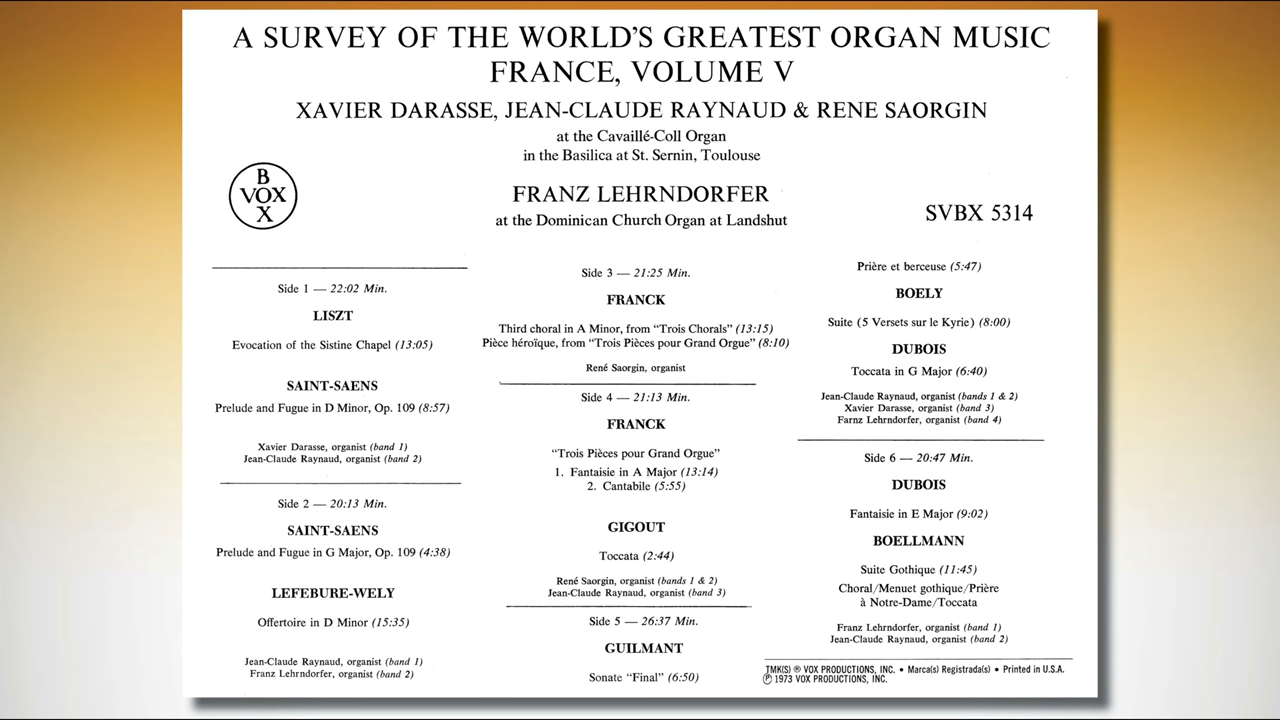 A SURVEY OF THE WORLD'S GREATEST ORGAN MUSIC
FRANCE, VOLUME V
XAVIER DARASSE, JEAN-CLAUDE RAYNAUD & RENE SAORGIN
at the Cavaillé-Coll Organ
in the Basilica at St. Sernin, Toulouse
B
VOX
X
FRANZ LEHRNDORFER
at the Dominican Church Organ at Landshut
SVBX 5314
Side 1 — 22:02 Min.
LISZT
Evocation of the Sistine Chapel (13:05)
SAINT-SAENS
Prelude and Fugue in D Minor, Op. 109 (8:57)
Xavier Darasse, organist (band 1)
Jean-Claude Raynaud, organist (band 2)
Side 2 — 20:13 Min.
SAINT-SAENS
Prelude and Fugue in G Major, Op. 109 (4:38)
LEFEBURE-WELY
Offertoire in D Minor (15:35)
Jean-Claude Raynaud, organist (band 1)
Franz Lehrndorfer, organist (band 2)
Side 3 — 21:25 Min.
FRANCK
Third choral in A Minor, from “Trois Chorals” (13:15)
Pièce héroïque, from “Trois Pièces pour Grand Orgue” (8:10)
René Saorgin, organist
Side 4 — 21:13 Min.
FRANCK
“Trois Pièces pour Grand Orgue”
1. Fantaisie in A Major (13:14)
2. Cantabile (5:55)
GIGOUT
Toccata (2:44)
René Saorgin, organist (bands 1 & 2)
Jean-Claude Raynaud, organist (band 3)
Side 5 — 26:37 Min.
GUILMANT
Sonate “Final” (6:50)
Prière et berceuse (5:47)
BOELY
Suite (5 Versets sur le Kyrie) (8:00)
DUBOIS
Toccata in G Major (6:40)
Jean-Claude Raynaud, organist (bands 1 & 2)
Xavier Darasse, organist (band 3)
Farnz Lehrndorfer, organist (band 4)
Side 6 — 20:47 Min.
DUBOIS
Fantaisie in E Major (9:02)
BOELLMANN
Suite Gothique (11:45)
Choral/Menuet gothique/Prière
à Notre-Dame/Toccata
Franz Lehrndorfer, organist (band 1)
Jean-Claude Raynaud, organist (band 2)
TMK(S) ® VOX PRODUCTIONS, INC. • Marca(s) Registrada(s) • Printed in U.S.A.
℗ 1973 VOX PRODUCTIONS, INC.